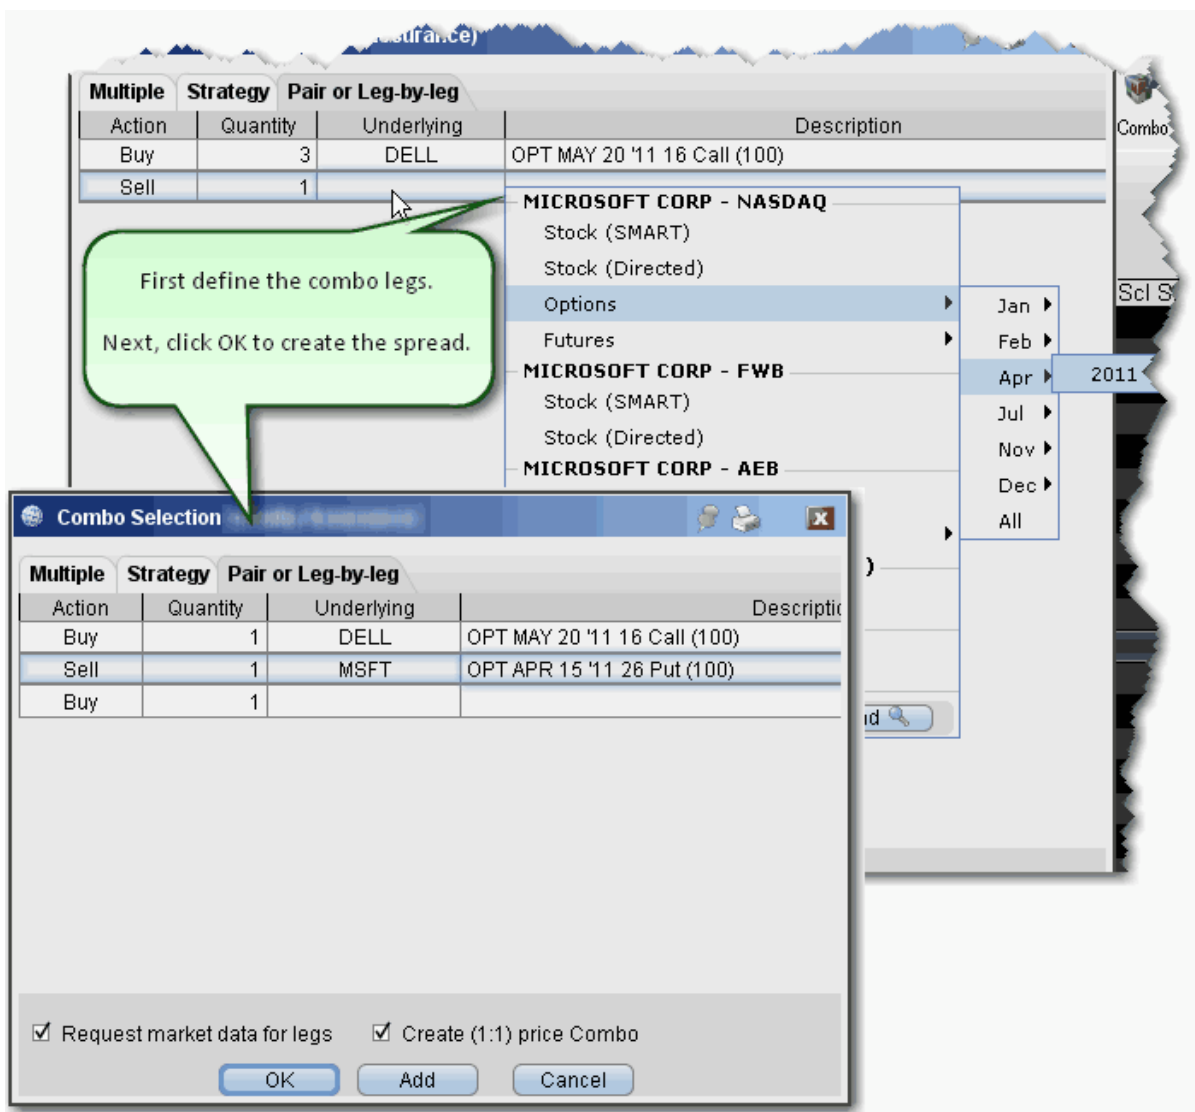 Multiple Strategy Pair or Leg-by-leg
Combo
Action Quantity Underlying Description
Buy 3 DELL OPT MAY 20 '11 16 Call (100)
Sell 1
MICROSOFT CORP - NASDAQ
Stock (SMART)
Stock (Directed)
Options
Futures
MICROSOFT CORP - FWB
Stock (SMART)
Stock (Directed)
MICROSOFT CORP - AEB
)
Jan
Feb
Apr
Jul
Nov
Dec
All
2011
Scl S
First define the combo legs.
Next, click OK to create the spread.
Combo Selection
Multiple Strategy Pair or Leg-by-leg
Action Quantity Underlying Descriptic
Buy 1 DELL OPT MAY 20 '11 16 Call (100)
Sell 1 MSFT OPT APR 15 '11 26 Put (100)
Buy 1
Request market data for legs Create (1:1) price Combo
OK Add Cancel